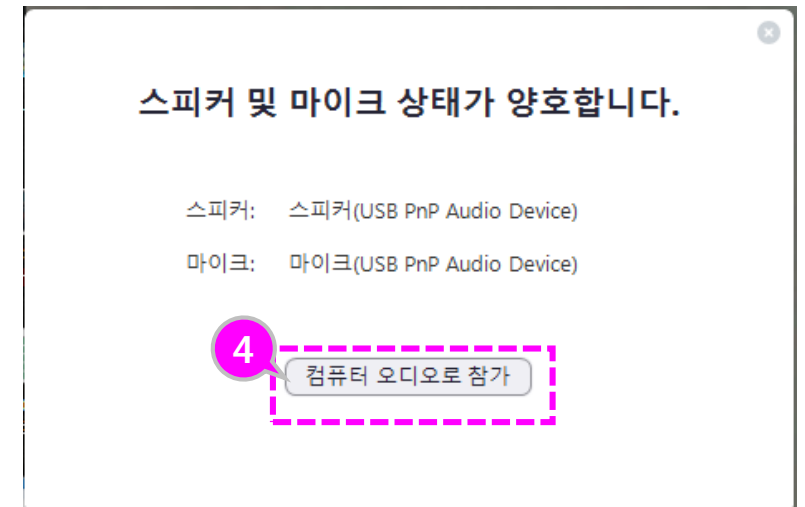 스피커 및 마이크 상태가 양호합니다.
스피커: 스피커(USB PnP Audio Device)
마이크: 마이크(USB PnP Audio Device)
4
컴퓨터 오디오로 참가